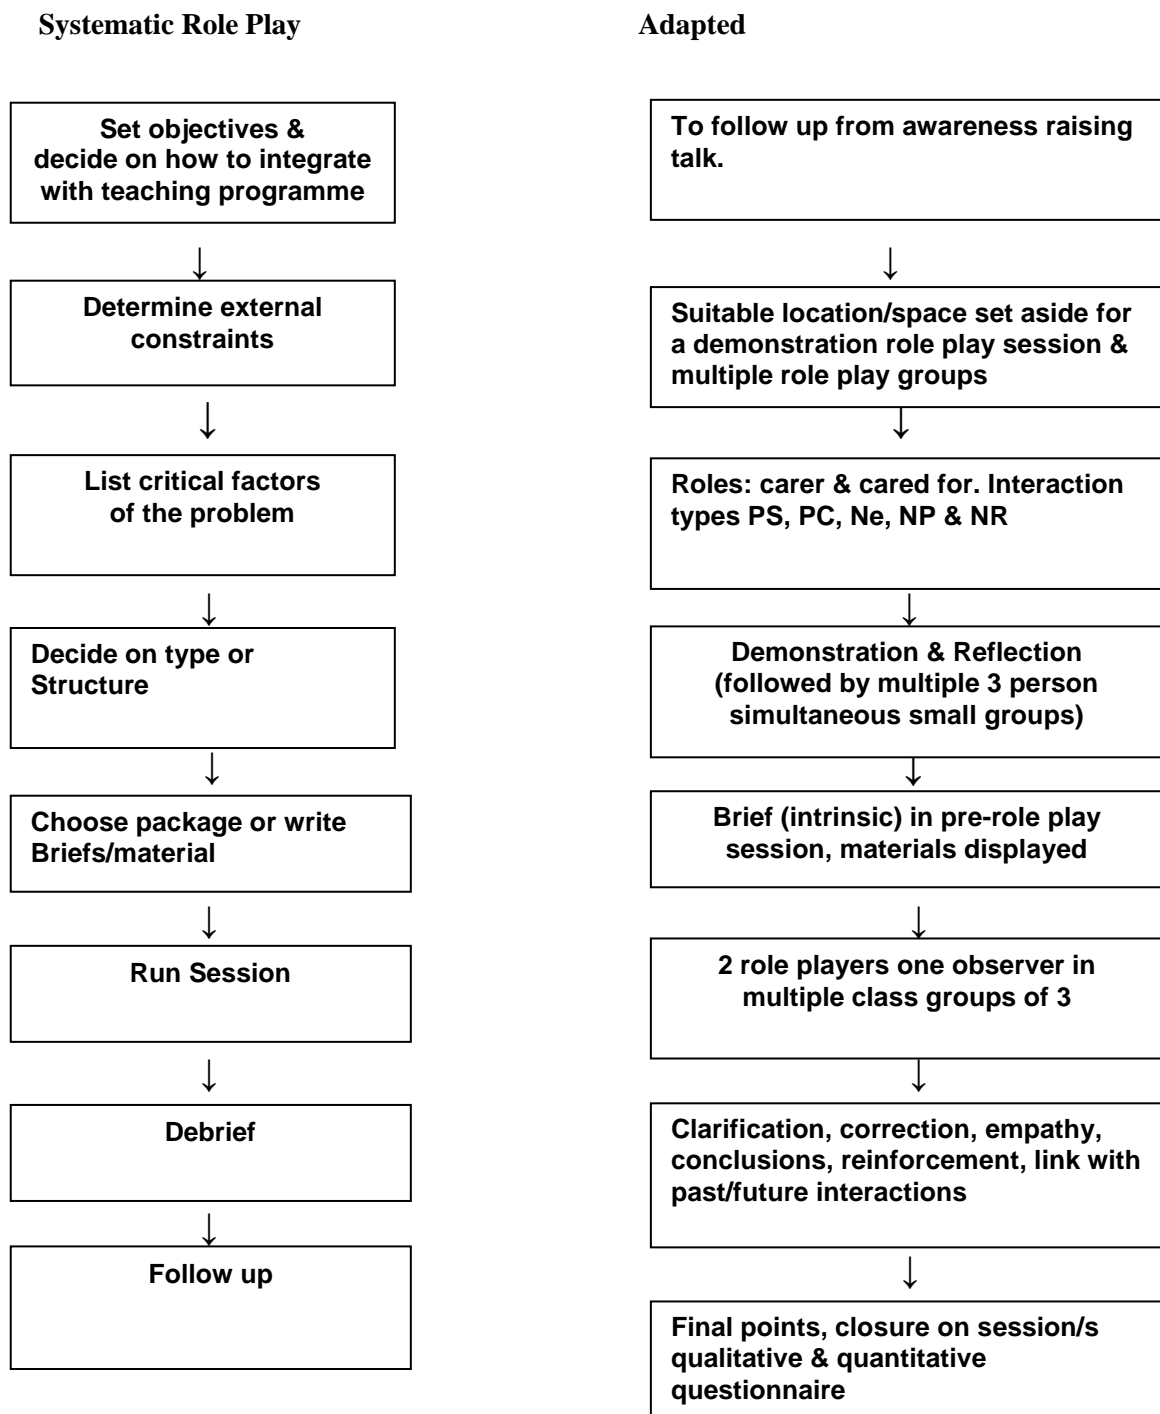 Systematic Role Play
Set objectives &
decide on how to integrate
with teaching programme
↓
Determine external
constraints
↓
List critical factors
of the problem
↓
Decide on type or
Structure
↓
Choose package or write
Briefs/material
↓
Run Session
↓
Debrief
↓
Follow up
Adapted
To follow up from awareness raising
talk.
↓
Suitable location/space set aside for
a demonstration role play session &
multiple role play groups
↓
Roles: carer & cared for. Interaction
types PS, PC, Ne, NP & NR
↓
Demonstration & Reflection
(followed by multiple 3 person
simultaneous small groups)
↓
Brief (intrinsic) in pre-role play
session, materials displayed
↓
2 role players one observer in
multiple class groups of 3
↓
Clarification, correction, empathy,
conclusions, reinforcement, link with
past/future interactions
↓
Final points, closure on session/s
qualitative & quantitative
questionnaire